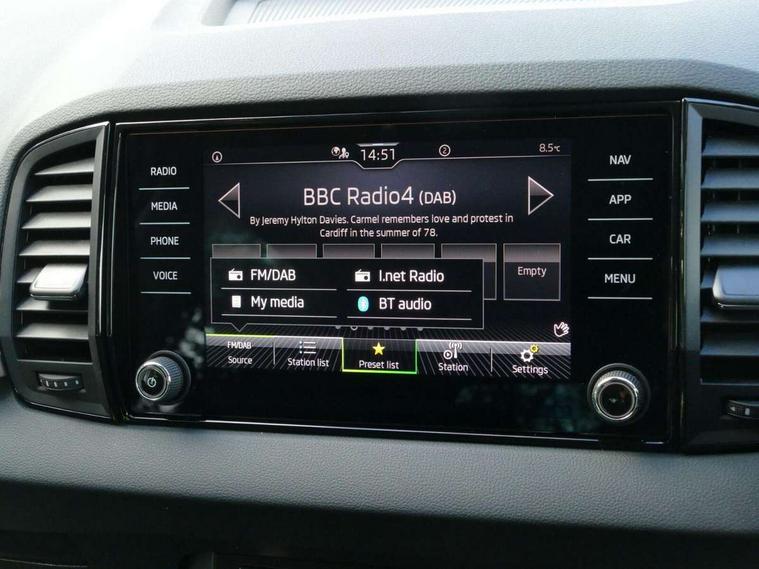 RADIO
MEDIA
PHONE
VOICE
14:51
2
8.5°C
BBC Radio4 (DAB)
By Jeremy Hylton Davies. Carmel remembers love and protest in
Cardiff in the summer of 78.
Empty
FM/DAB
I.net Radio
My media
BT audio
FM/DAB
Source
Station list
Preset list
Station
Settings
NAV
APP
CAR
MENU